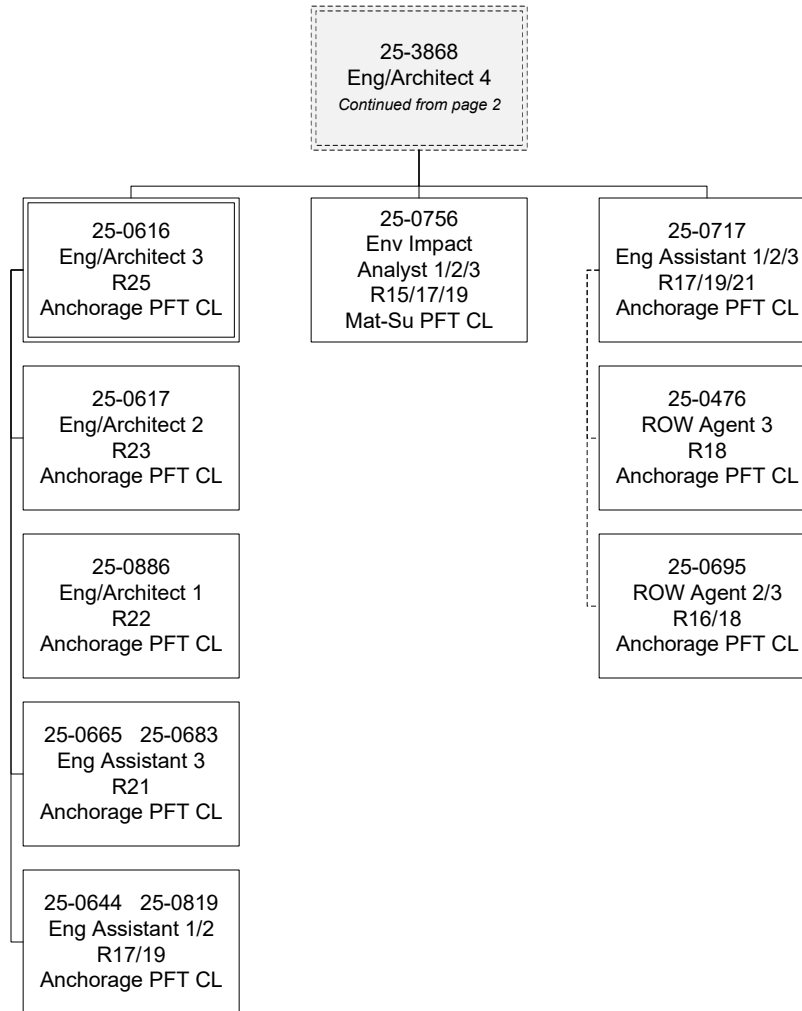 25-3868
Eng/Architect 4
Continued from page 2
25-0616
Eng/Architect 3
R25
Anchorage PFT CL
25-0756
Env Impact
Analyst 1/2/3
R15/17/19
Mat-Su PFT CL
25-0717
Eng Assistant 1/2/3
R17/19/21
Anchorage PFT CL
25-0617
Eng/Architect 2
R23
Anchorage PFT CL
25-0476
ROW Agent 3
R18
Anchorage PFT CL
25-0886
Eng/Architect 1
R22
Anchorage PFT CL
25-0695
ROW Agent 2/3
R16/18
Anchorage PFT CL
25-0665 25-0683
Eng Assistant 3
R21
Anchorage PFT CL
25-0644 25-0819
Eng Assistant 1/2
R17/19
Anchorage PFT CL